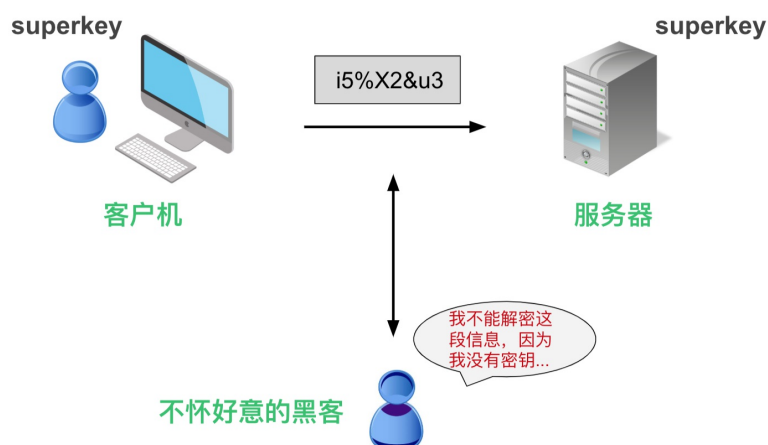 superkey
superkey
i5%X2&u3
客户机
服务器
我不能解密这
段信息，因为
我没有密钥...
不怀好意的黑客